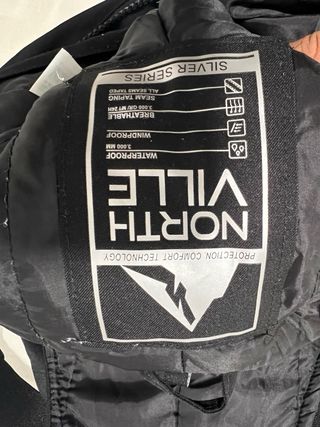 PROTECTION COMFORT TECHNOLOGY
NORTH
VILLE
WATERPROOF
3.000 MM
WINDPROOF
BREATHABLE
3.000 GR/M² 24H
SEAM TAPING
ALL SEAMS TAPED
SILVER SERIES